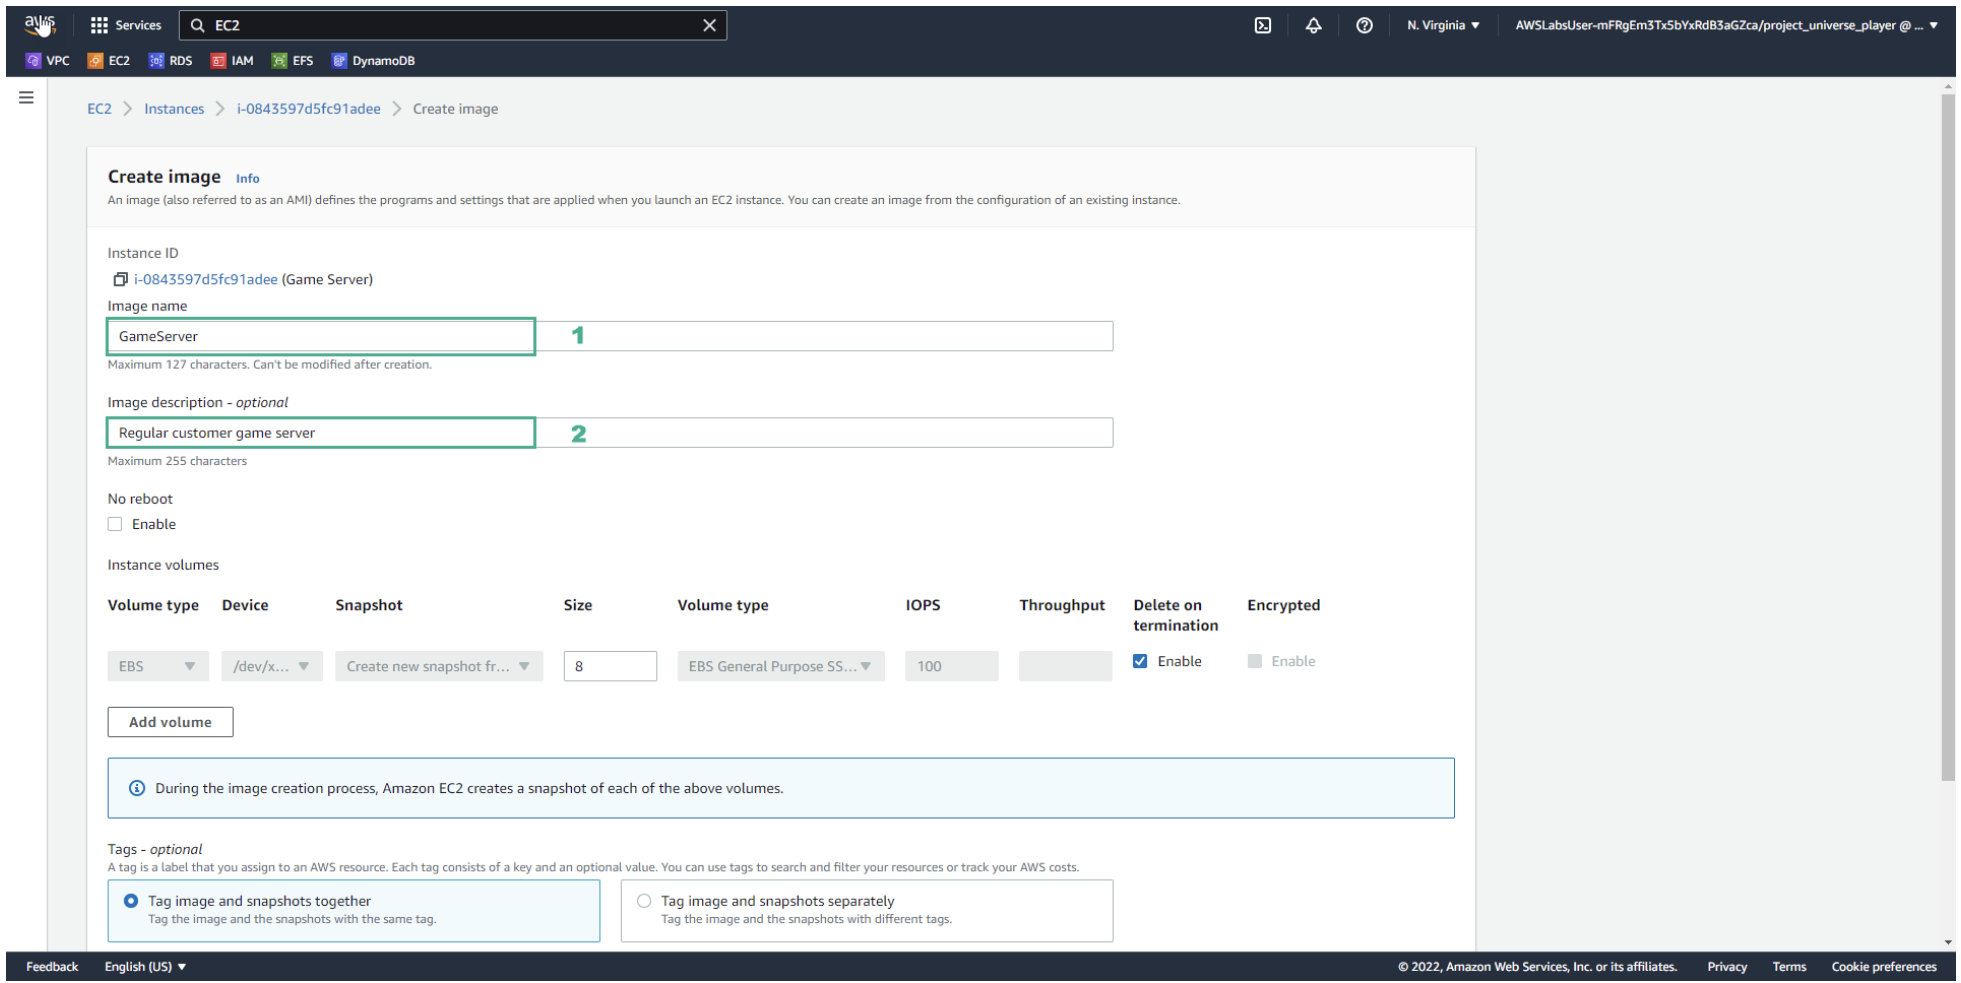 aws
Services
EC2
N. Virginia ▼
AWSLabsUser-mFRgEm3Tx5bYxRdB3aGZca/project_universe_player @ ... ▼
VPC
EC2
RDS
IAM
EFS
DynamoDB
EC2 > Instances > i-0843597d5fc91adee > Create image
Create image Info
An image (also referred to as an AMI) defines the programs and settings that are applied when you launch an EC2 instance. You can create an image from the configuration of an existing instance.
Instance ID
i-0843597d5fc91adee (Game Server)
Image name
GameServer
1
Maximum 127 characters. Can't be modified after creation.
Image description - optional
Regular customer game server
2
Maximum 255 characters
No reboot
Enable
Instance volumes
Volume type Device Snapshot Size Volume type IOPS Throughput Delete on termination Encrypted
EBS /dev/x... Create new snapshot fr... 8 EBS General Purpose SS... 100 Enable Enable
Add volume
During the image creation process, Amazon EC2 creates a snapshot of each of the above volumes.
Tags - optional
A tag is a label that you assign to an AWS resource. Each tag consists of a key and an optional value. You can use tags to search and filter your resources or track your AWS costs.
Tag image and snapshots together
Tag the image and the snapshots with the same tag.
Tag image and snapshots separately
Tag the image and the snapshots with different tags.
Feedback English (US) ▼
© 2022, Amazon Web Services, Inc. or its affiliates. Privacy Terms Cookie preferences